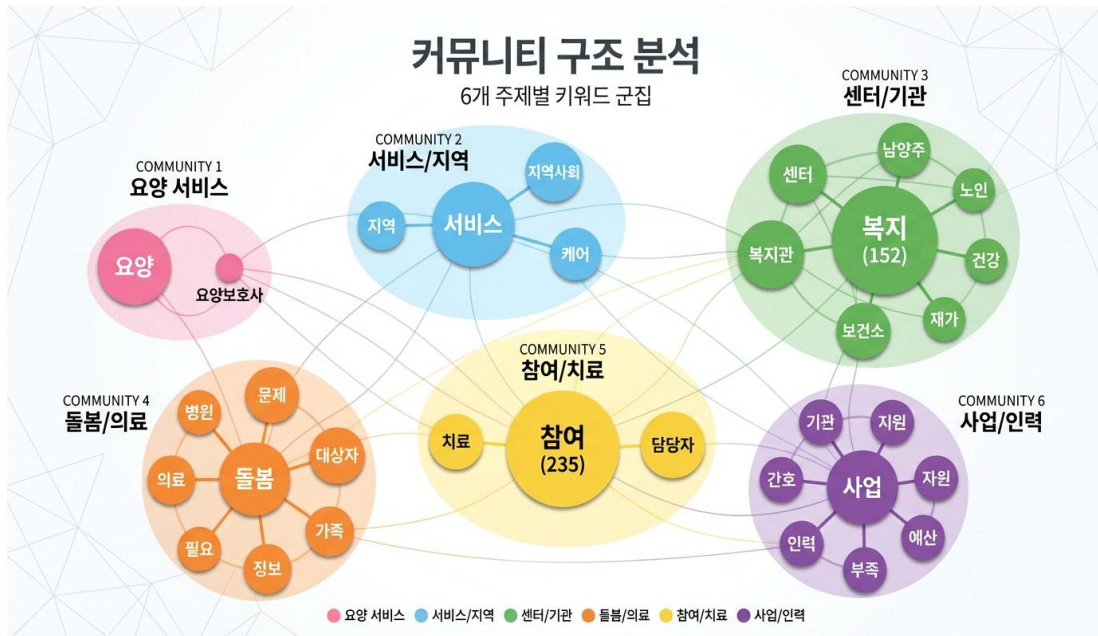 커뮤니티 구조 분석
6개 주제별 키워드 군집
COMMUNITY 1
요양 서비스
요양
요양보호사
COMMUNITY 2
서비스/지역
지역사회
지역
서비스
케어
COMMUNITY 3
센터/기관
남양주
센터
노인
복지
(152)
복지관
건강
재가
보건소
COMMUNITY 4
돌봄/의료
문제
병원
대상자
의료
돌봄
가족
필요
정보
COMMUNITY 5
참여/치료
치료
참여
(235)
담당자
COMMUNITY 6
사업/인력
기관
지원
간호
사업
자원
인력
예산
부족
요양 서비스
서비스/지역
센터/기관
돌봄/의료
참여/치료
사업/인력